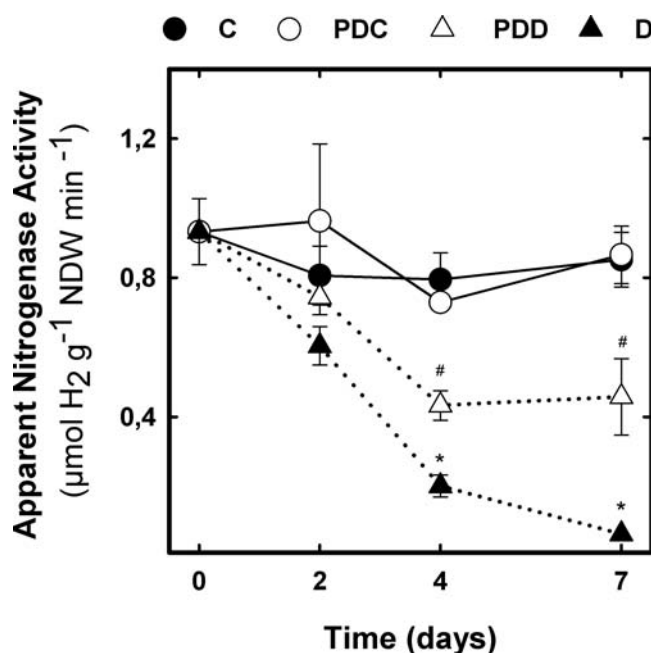 C PDC PDD D
Apparent Nitrogenase Activity
(μmol H2 g⁻¹ NDW min ⁻¹)
1,2
0,8
0,4
#
#
*
*
0 2 4 7
Time (days)